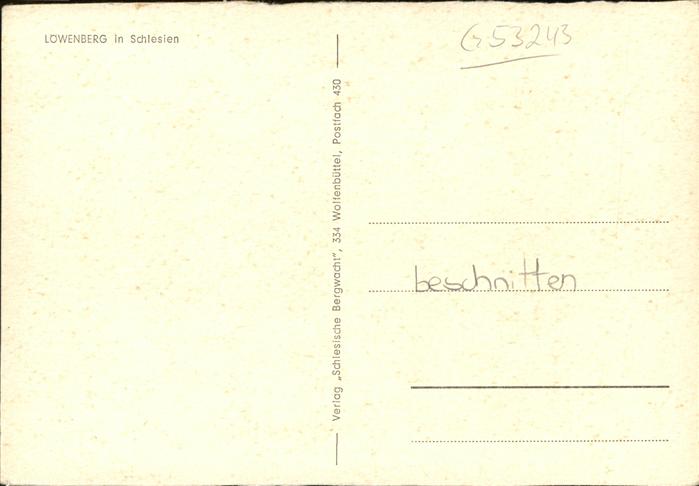 LÖWENBERG in Schlesien
G53243
Verlag „Schlesische Bergwacht", 334 Wolfenbüttel, Postfach 430
beschnitten